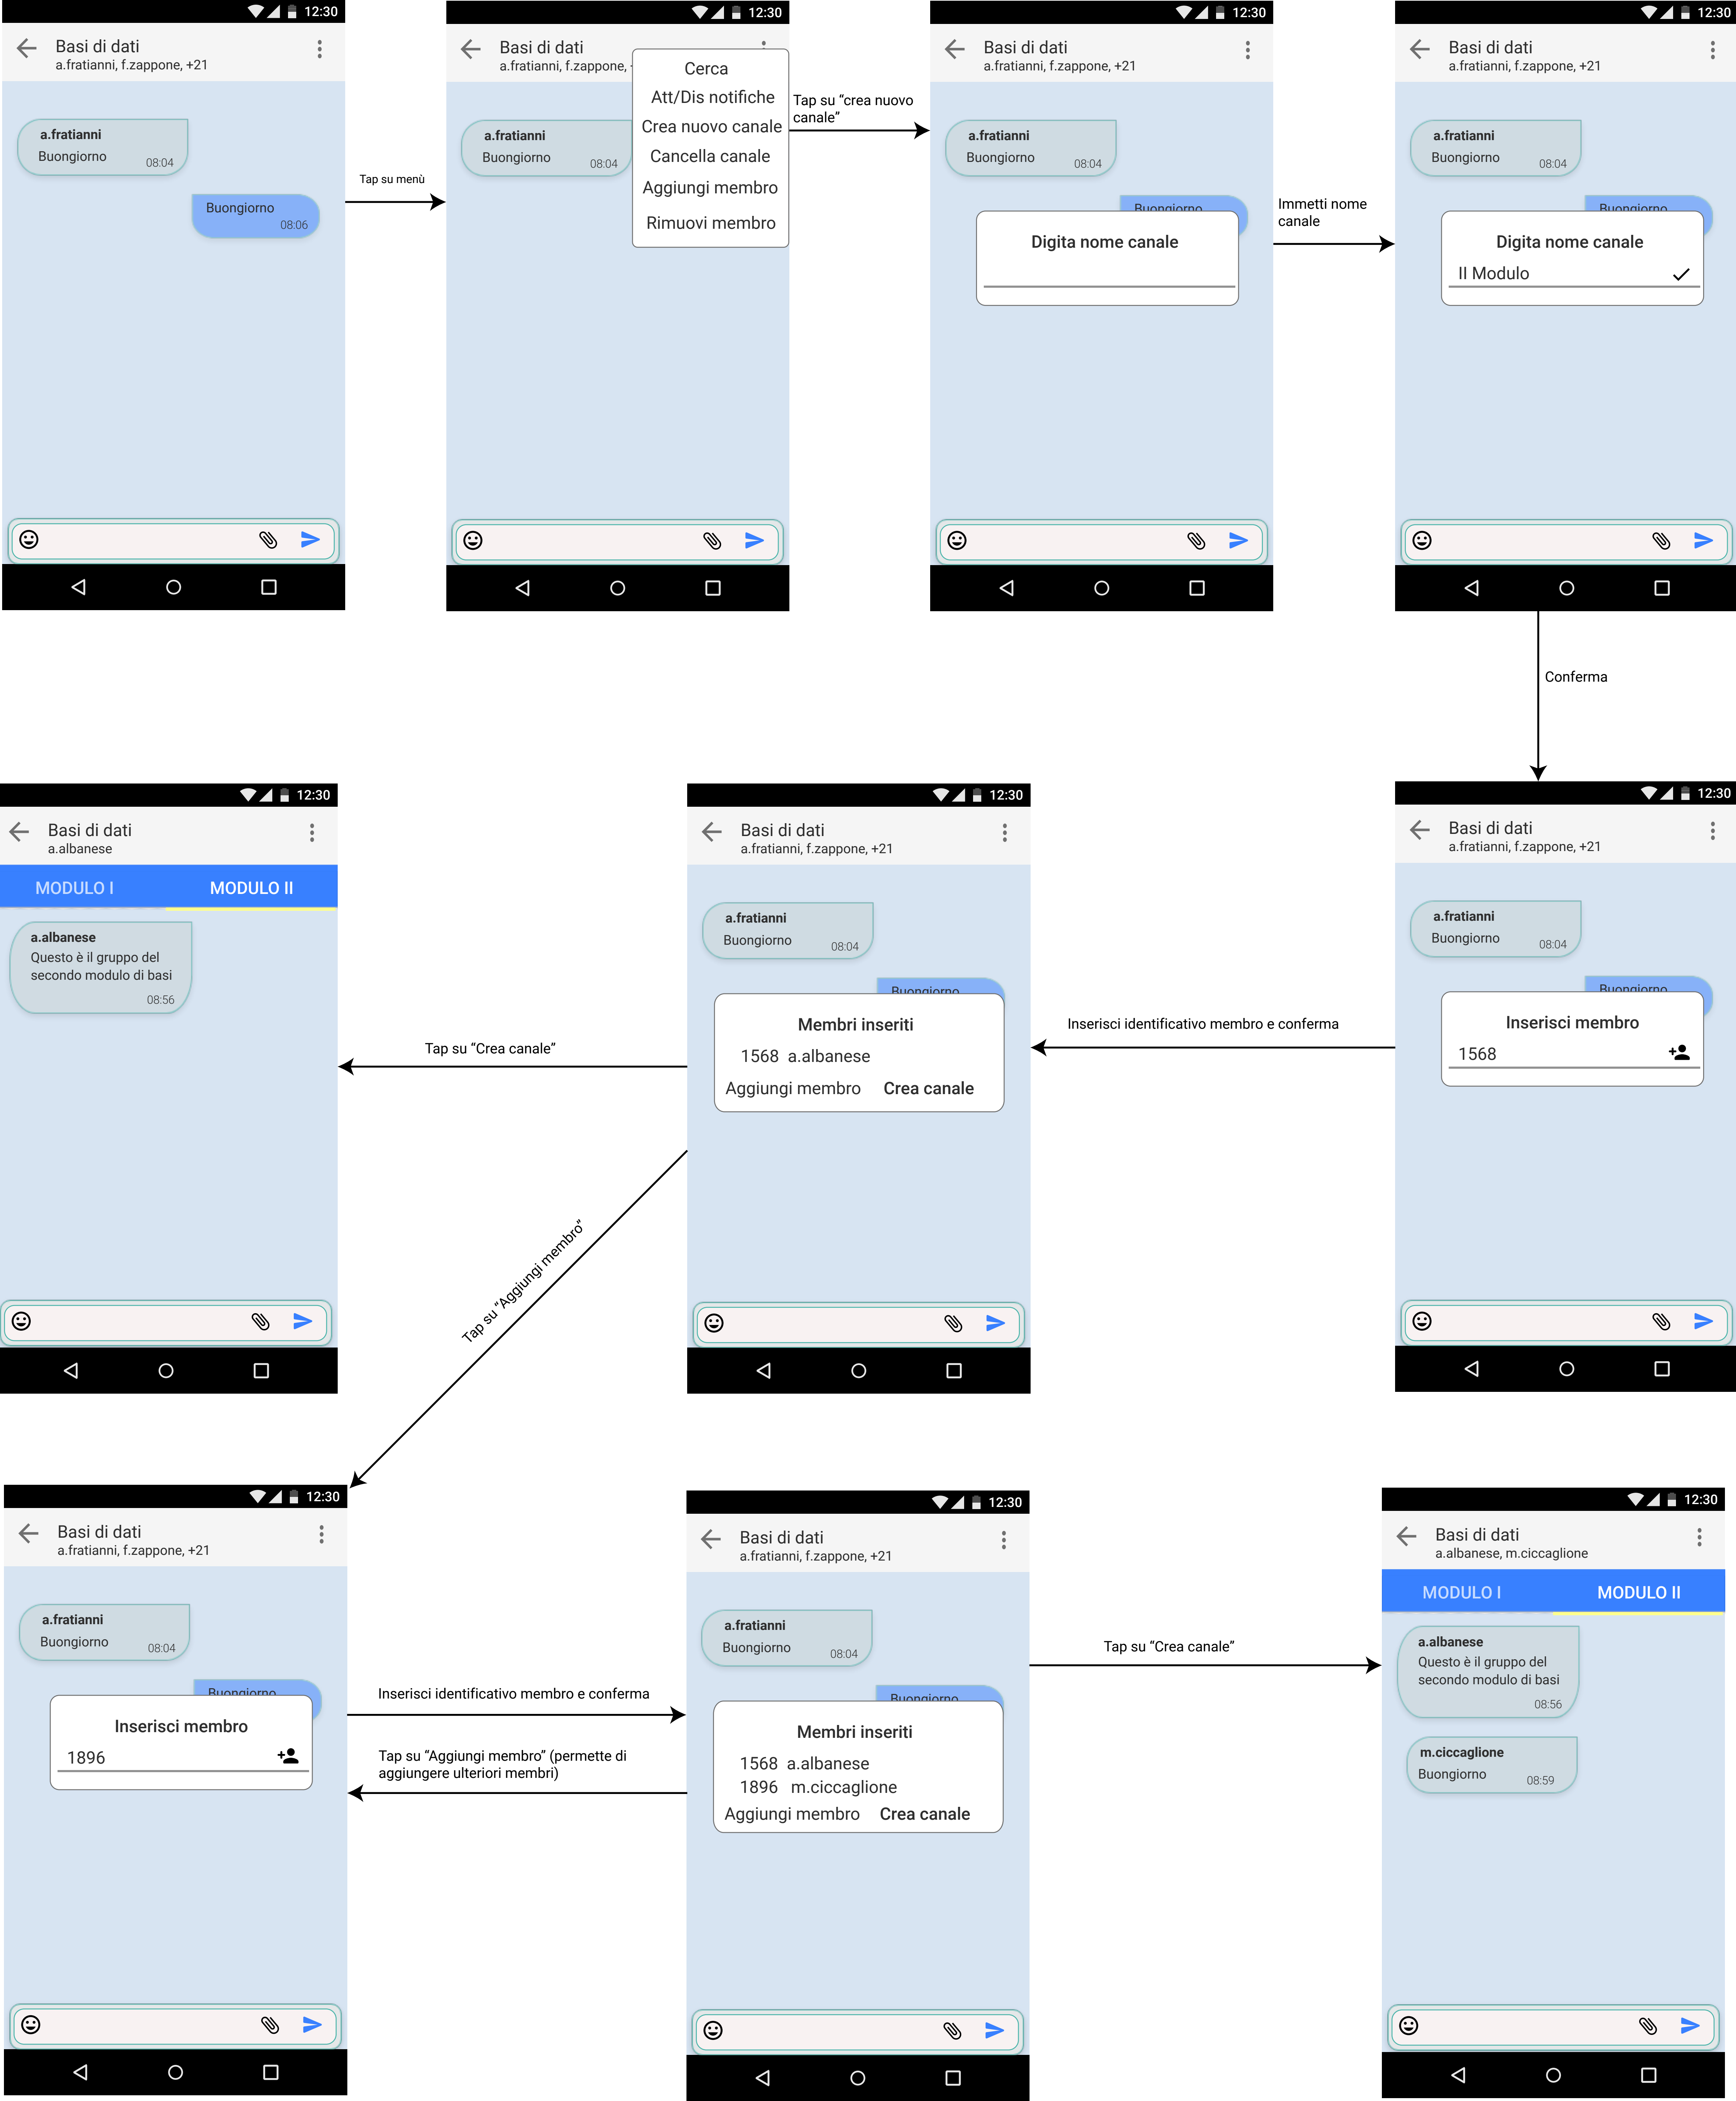 12:30
Basi di dati
a.fratianni, f.zappone, +21
a.fratianni
Buongiorno
08:04
Buongiorno
08:06
Tap su menù
12:30
Basi di dati
a.fratianni, f.zappone,
Cerca
Att/Dis notifiche
Crea nuovo canale
Cancella canale
Aggiungi membro
Rimuovi membro
a.fratianni
Buongiorno
08:04
Tap su “crea nuovo
canale”
12:30
Basi di dati
a.fratianni, f.zappone, +21
a.fratianni
Buongiorno
08:04
Buongiorno
Digita nome canale
Immetti nome
canale
12:30
Basi di dati
a.fratianni, f.zappone, +21
a.fratianni
Buongiorno
08:04
Buongiorno
Digita nome canale
II Modulo
Conferma
12:30
Basi di dati
a.fratianni, f.zappone, +21
a.fratianni
Buongiorno
08:04
Buongiorno
Inserisci membro
1568
Inserisci identificativo membro e conferma
12:30
Basi di dati
a.fratianni, f.zappone, +21
a.fratianni
Buongiorno
08:04
Buongiorno
Membri inseriti
1568 a.albanese
Aggiungi membro Crea canale
Tap su “Crea canale”
12:30
Basi di dati
a.albanese
MODULO I MODULO II
a.albanese
Questo è il gruppo del
secondo modulo di basi
08:56
Tap su “Aggiungi membro”
12:30
Basi di dati
a.fratianni, f.zappone, +21
a.fratianni
Buongiorno
08:04
Buongiorno
Inserisci membro
1896
Inserisci identificativo membro e conferma
Tap su “Aggiungi membro” (permette di
aggiungere ulteriori membri)
12:30
Basi di dati
a.fratianni, f.zappone, +21
a.fratianni
Buongiorno
08:04
Buongiorno
Membri inseriti
1568 a.albanese
1896 m.ciccaglione
Aggiungi membro Crea canale
Tap su “Crea canale”
12:30
Basi di dati
a.albanese, m.ciccaglione
MODULO I MODULO II
a.albanese
Questo è il gruppo del
secondo modulo di basi
08:56
m.ciccaglione
Buongiorno
08:59